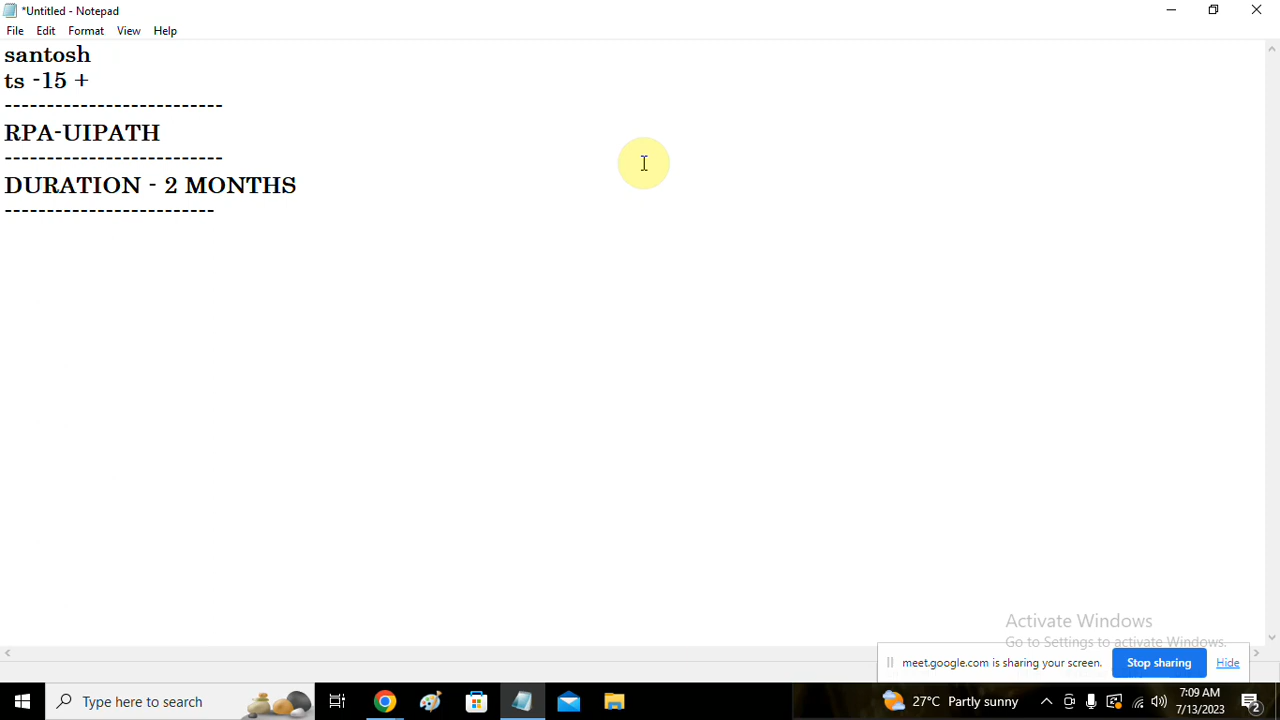 *Untitled - Notepad
File Edit Format View Help
santosh
ts -15 +
--------------------------
RPA-UIPATH
--------------------------
DURATION - 2 MONTHS
-------------------------
Activate Windows
Go to Settings to activate Windows.
meet.google.com is sharing your screen. Stop sharing Hide
Type here to search
27°C Partly sunny
7:09 AM
7/13/2023
2